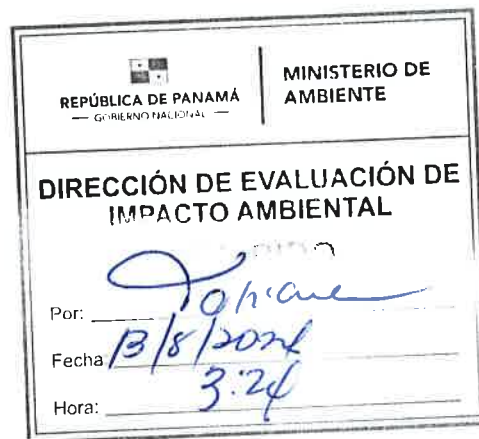 REPÚBLICA DE PANAMÁ
— GOBIERNO NACIONAL —
MINISTERIO DE
AMBIENTE
DIRECCIÓN DE EVALUACIÓN DE
IMPACTO AMBIENTAL
Por:
Fecha 13/8/2024
Hora: 3:24